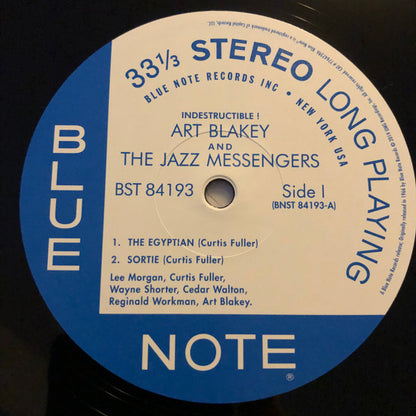 33 1/3 STEREO LONG PLAYING
BLUE NOTE RECORDS INC • NEW YORK USA
INDESTRUCTIBLE!
ART BLAKEY
AND
THE JAZZ MESSENGERS
BST 84193
Side I
(BNST 84193-A)
1. THE EGYPTIAN (Curtis Fuller)
2. SORTIE (Curtis Fuller)
Lee Morgan, Curtis Fuller,
Wayne Shorter, Cedar Walton,
Reginald Workman, Art Blakey.
BLUE
NOTE
®